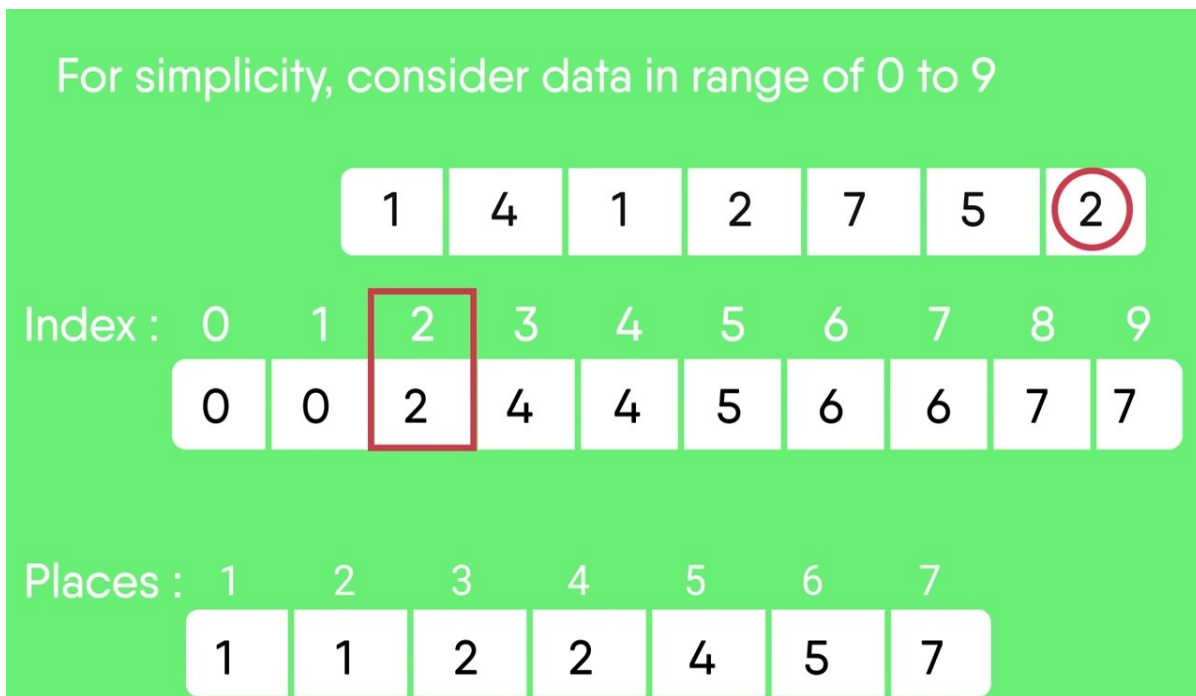 For simplicity, consider data in range of 0 to 9
1 4 1 2 7 5 2
Index : 0 1 2 3 4 5 6 7 8 9
0 0 2 4 4 5 6 6 7 7
Places : 1 2 3 4 5 6 7
1 1 2 2 4 5 7